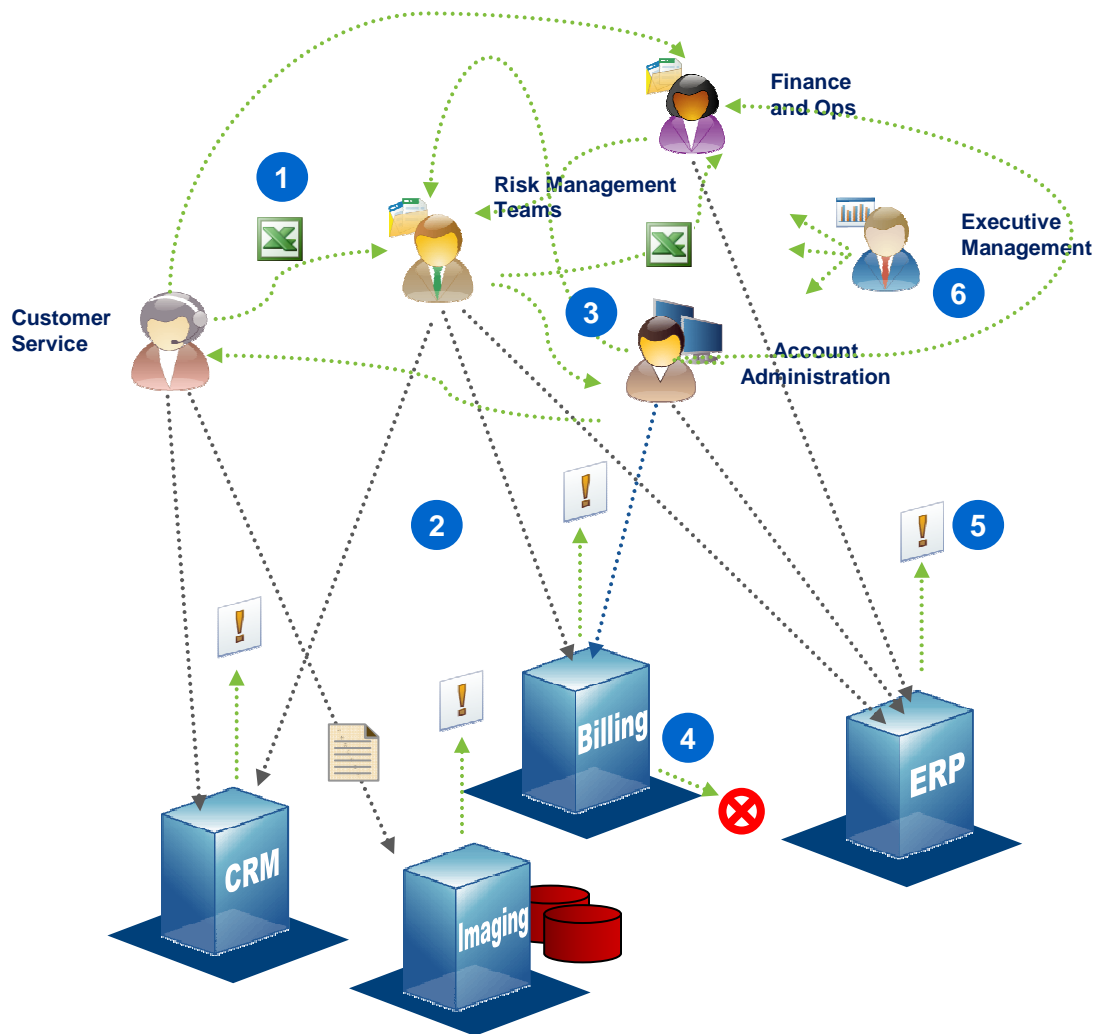 Finance
and Ops
1
Risk Management
Teams
Executive
Management
6
3
Customer
Service
Account
Administration
2
5
4
Billing
ERP
CRM
Imaging